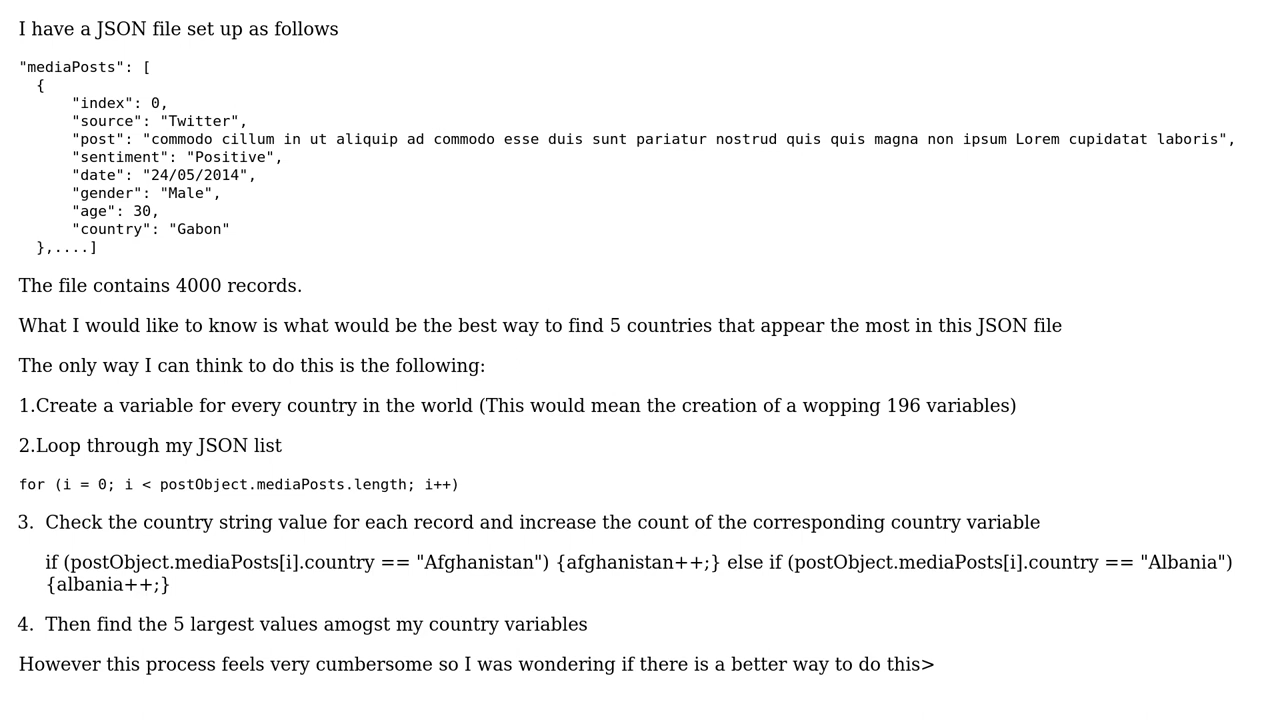 I have a JSON file set up as follows
"mediaPosts": [
  {
      "index": 0,
      "source": "Twitter",
      "post": "commodo cillum in ut aliquip ad commodo esse duis sunt pariatur nostrud quis quis magna non ipsum Lorem cupidatat laboris",
      "sentiment": "Positive",
      "date": "24/05/2014",
      "gender": "Male",
      "age": 30,
      "country": "Gabon"
  },....]
The file contains 4000 records.
What I would like to know is what would be the best way to find 5 countries that appear the most in this JSON file
The only way I can think to do this is the following:
1.Create a variable for every country in the world (This would mean the creation of a wopping 196 variables)
2.Loop through my JSON list
for (i = 0; i < postObject.mediaPosts.length; i++)
3. Check the country string value for each record and increase the count of the corresponding country variable
if (postObject.mediaPosts[i].country == "Afghanistan") {afghanistan++;} else if (postObject.mediaPosts[i].country == "Albania")
{albania++;}
4. Then find the 5 largest values amogst my country variables
However this process feels very cumbersome so I was wondering if there is a better way to do this>